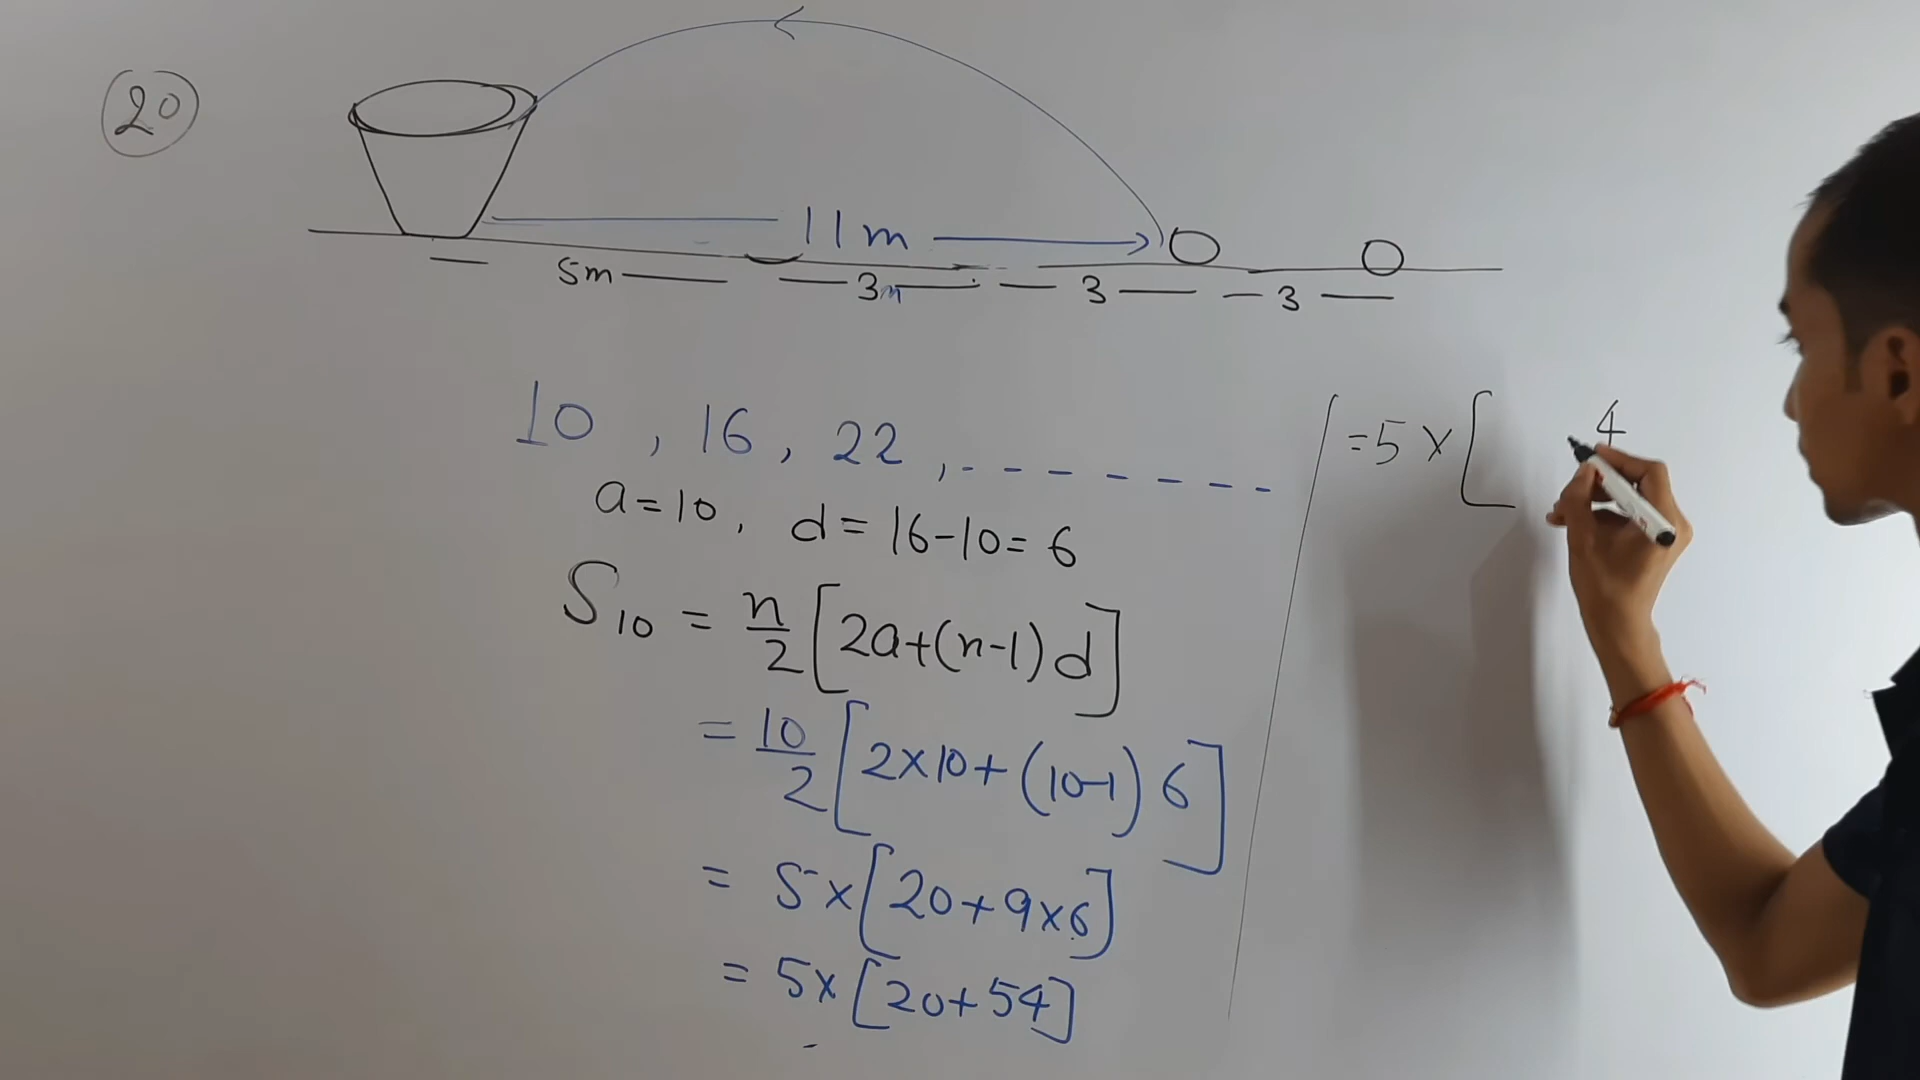 20
11m
5m 3m 3 3
10, 16, 22, - - - - - - - -
a=10, d = 16-10= 6
S10 = n/2 [2a+(n-1)d]
= 10/2 [2×10+(10-1)6]
= 5×[20+9×6]
= 5×[20+54]
=5×[ 4